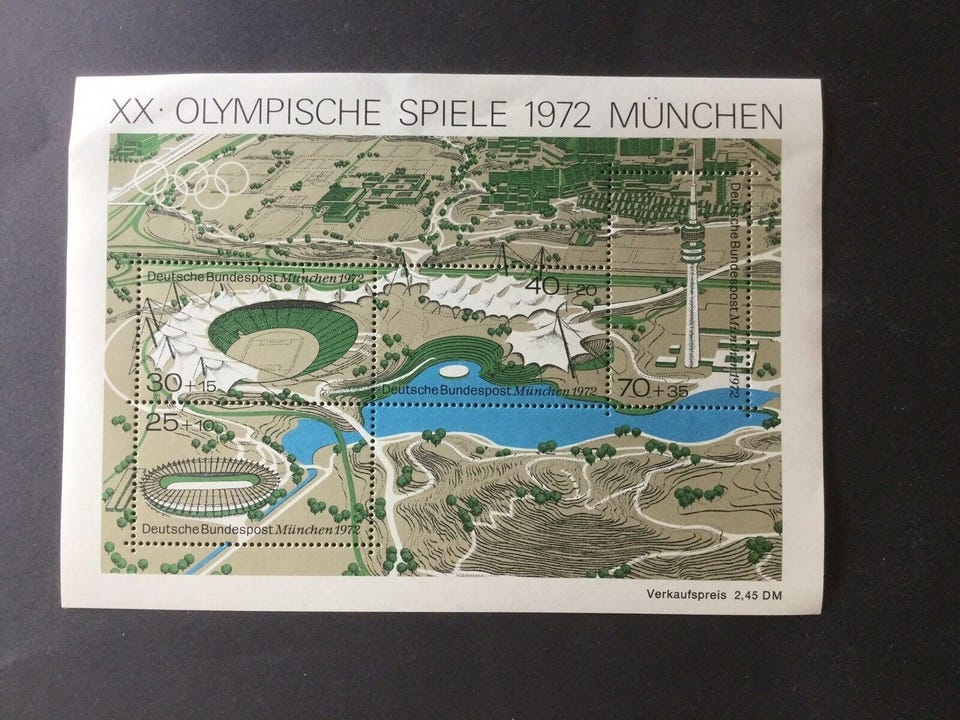 XX· OLYMPISCHE SPIELE 1972 MÜNCHEN
Deutsche Bundespost München 1972
30+15
40+20
Deutsche Bundespost München 1972
70+35
Deutsche Bundespost München 1972
25+10
Deutsche Bundespost München 1972
Verkaufspreis 2,45 DM